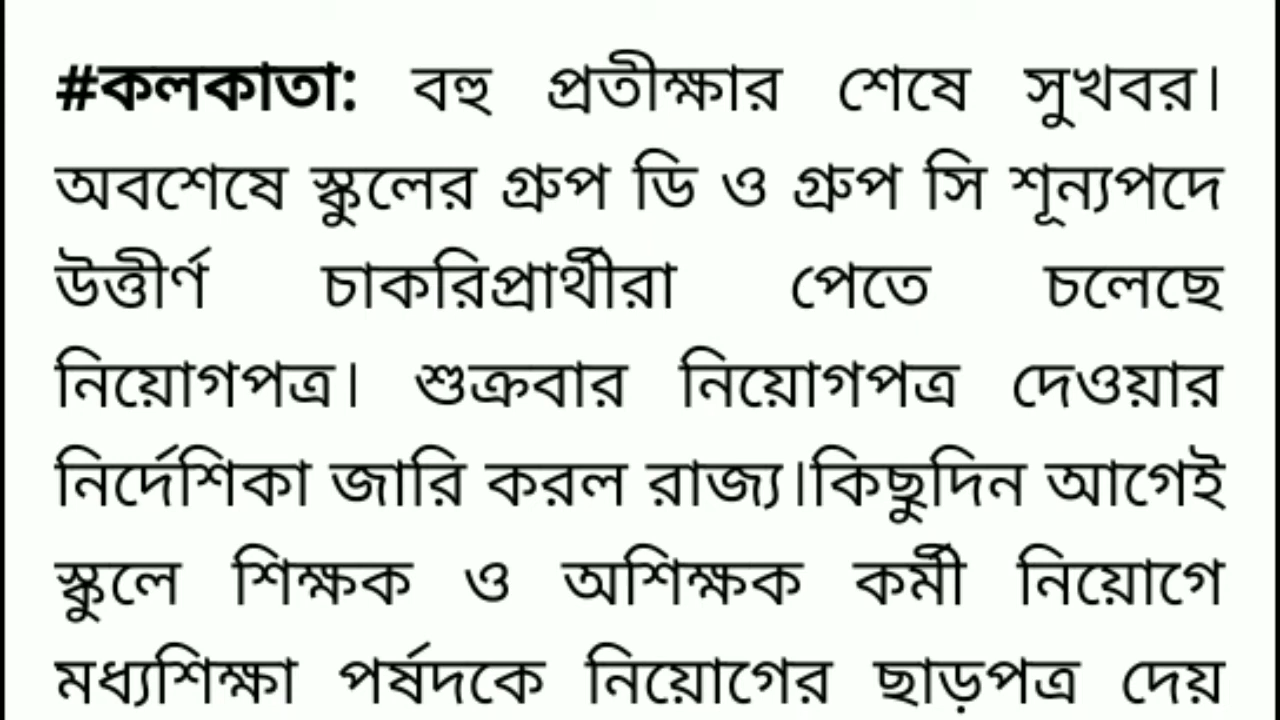 #কলকাতা: বহু প্রতীক্ষার শেষে সুখবর।
অবশেষে স্কুলের গ্রুপ ডি ও গ্রুপ সি শূন্যপদে
উত্তীর্ণ চাকরিপ্রার্থীরা পেতে চলেছে
নিয়োগপত্র। শুক্রবার নিয়োগপত্র দেওয়ার
নির্দেশিকা জারি করল রাজ্য।কিছুদিন আগেই
স্কুলে শিক্ষক ও অশিক্ষক কর্মী নিয়োগে
মধ্যশিক্ষা পর্ষদকে নিয়োগের ছাড়পত্র দেয়